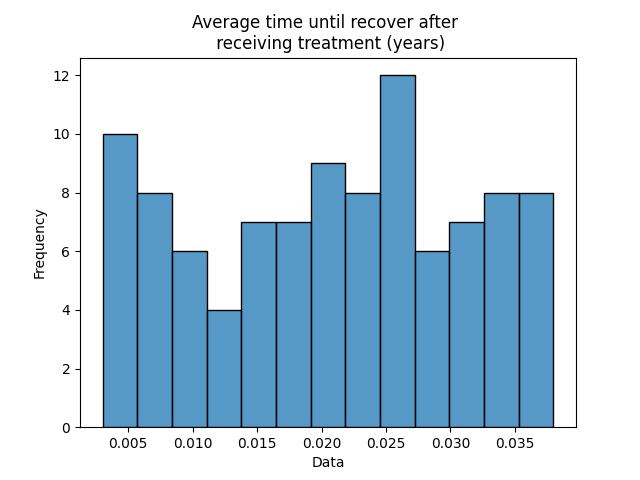 Average time until recover after
receiving treatment (years)
12
10
8
6
4
2
0
Frequency
0.005 0.010 0.015 0.020 0.025 0.030 0.035
Data